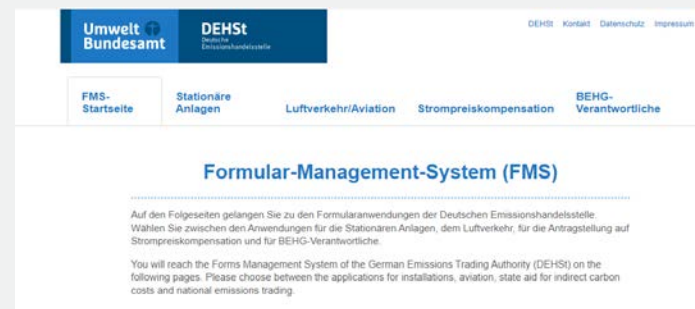 Umwelt
Bundesamt
DEHSt
Deutsche
Emissionshandelsstelle
DEHSt Kontakt Datenschutz Impressum
FMS-
Startseite
Stationäre
Anlagen
Luftverkehr/Aviation
Strompreiskompensation
BEHG-
Verantwortliche
Formular-Management-System (FMS)
Auf den Folgeseiten gelangen Sie zu den Formularanwendungen der Deutschen Emissionshandelsstelle.
Wählen Sie zwischen den Anwendungen für die Stationären Anlagen, dem Luftverkehr, für die Antragstellung auf
Strompreiskompensation und für BEHG-Verantwortliche.
You will reach the Forms Management System of the German Emissions Trading Authority (DEHSt) on the
following pages. Please choose between the applications for installations, aviation, state aid for indirect carbon
costs and national emissions trading.